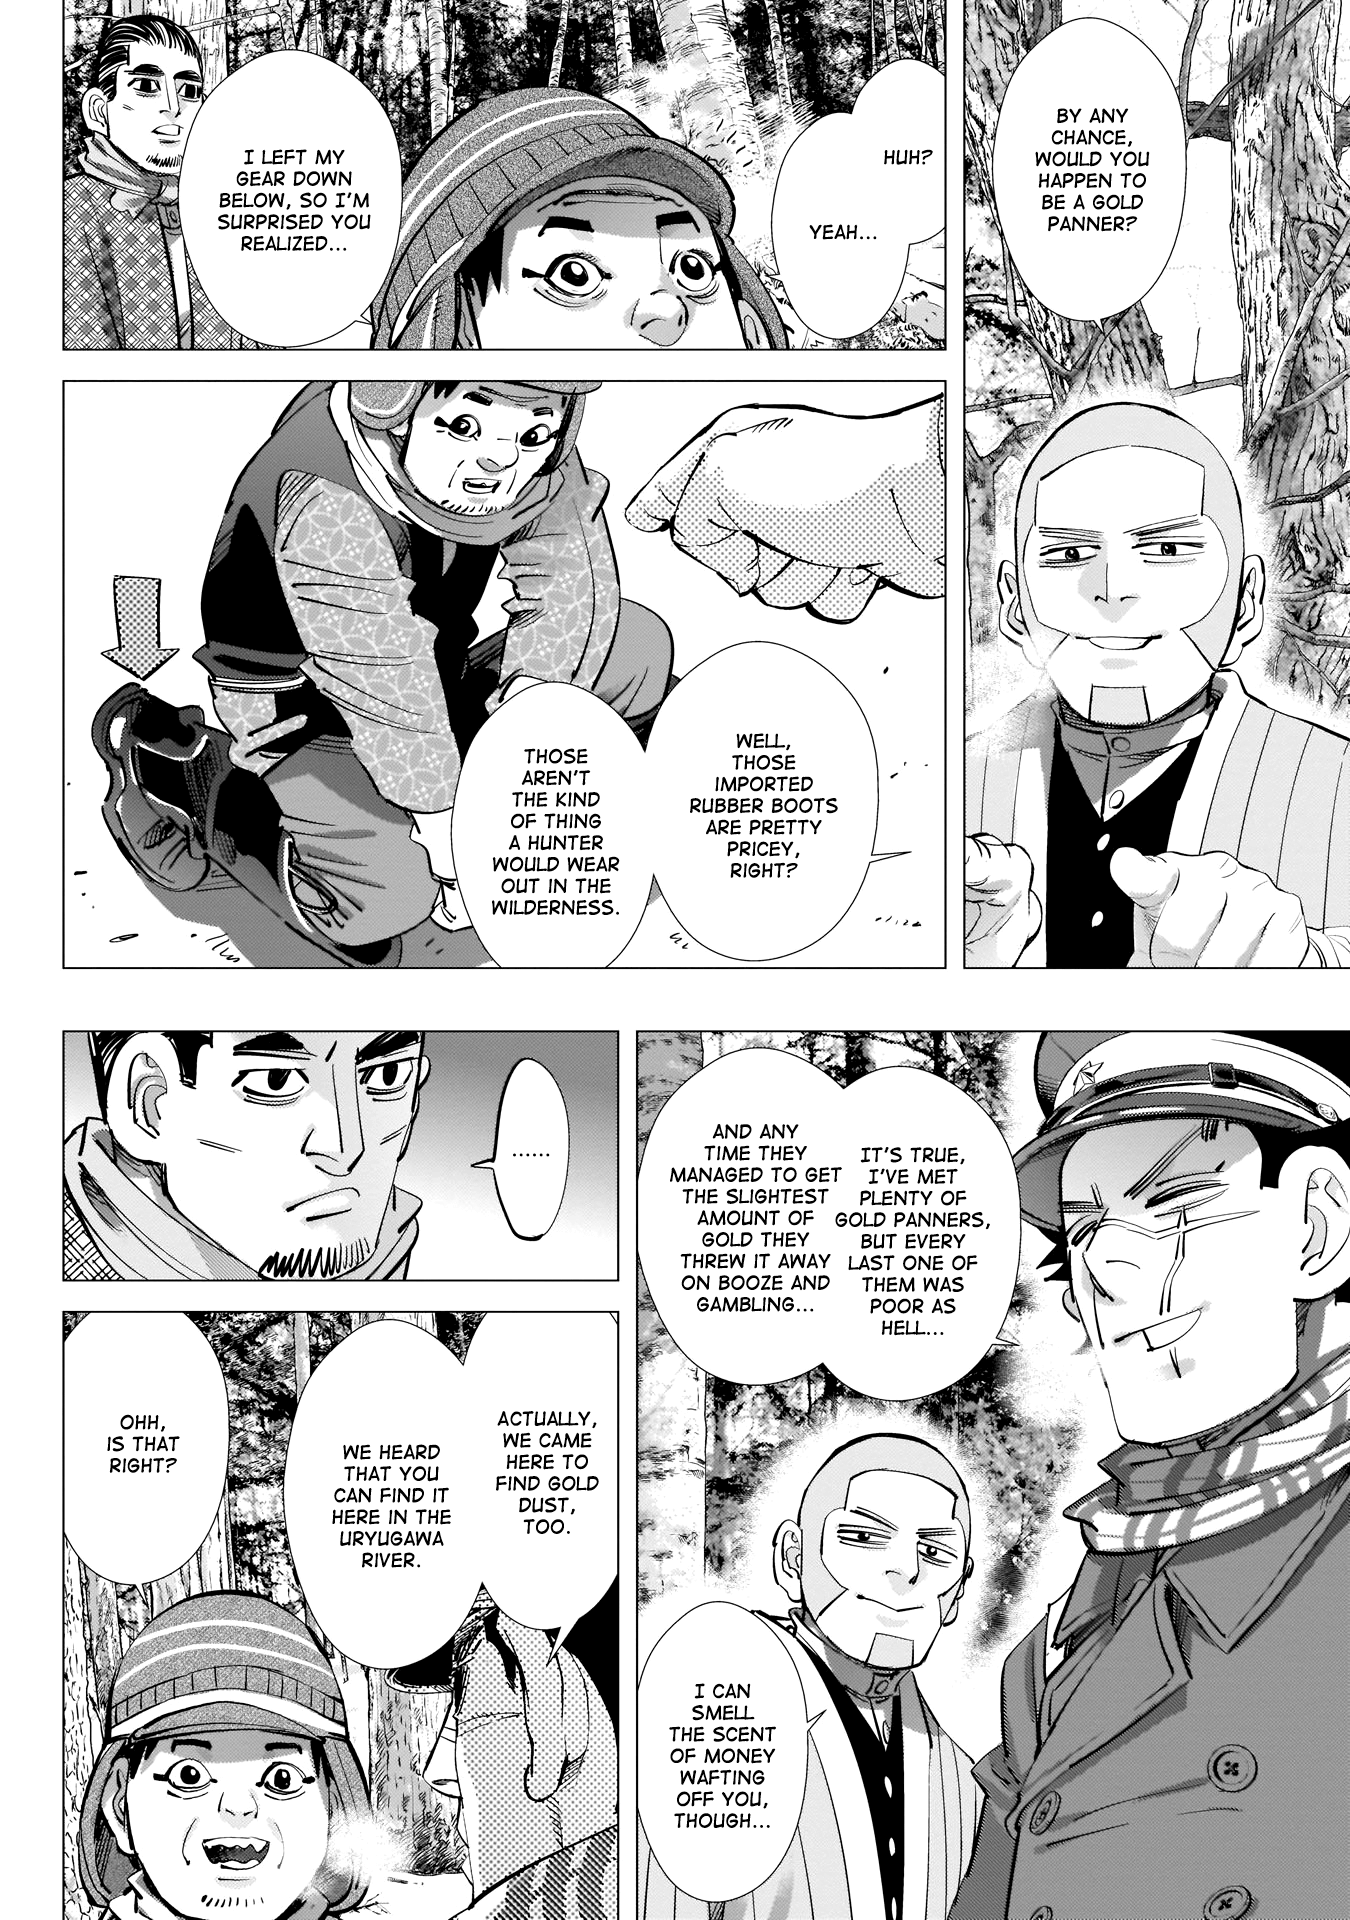 BY ANY
CHANCE,
WOULD YOU
HAPPEN TO
BE A GOLD
PANNER?
HUH?
YEAH...
I LEFT MY
GEAR DOWN
BELOW, SO I'M
SURPRISED YOU
REALIZED...
WELL,
THOSE
IMPORTED
RUBBER BOOTS
ARE PRETTY
PRICEY,
RIGHT?
THOSE
AREN'T
THE KIND
OF THING
A HUNTER
WOULD WEAR
OUT IN THE
WILDERNESS.
IT'S TRUE,
I'VE MET
PLENTY OF
GOLD PANNERS,
BUT EVERY
LAST ONE OF
THEM WAS
POOR AS
HELL...
AND ANY
TIME THEY
MANAGED TO GET
THE SLIGHTEST
AMOUNT OF
GOLD THEY
THREW IT AWAY
ON BOOZE AND
GAMBLING...
I CAN
SMELL
THE SCENT
OF MONEY
WAFTING
OFF YOU,
THOUGH...
......
ACTUALLY,
WE CAME
HERE TO
FIND GOLD
DUST,
TOO.
WE HEARD
THAT YOU
CAN FIND IT
HERE IN THE
URYUGAWA
RIVER.
OHH,
IS THAT
RIGHT?